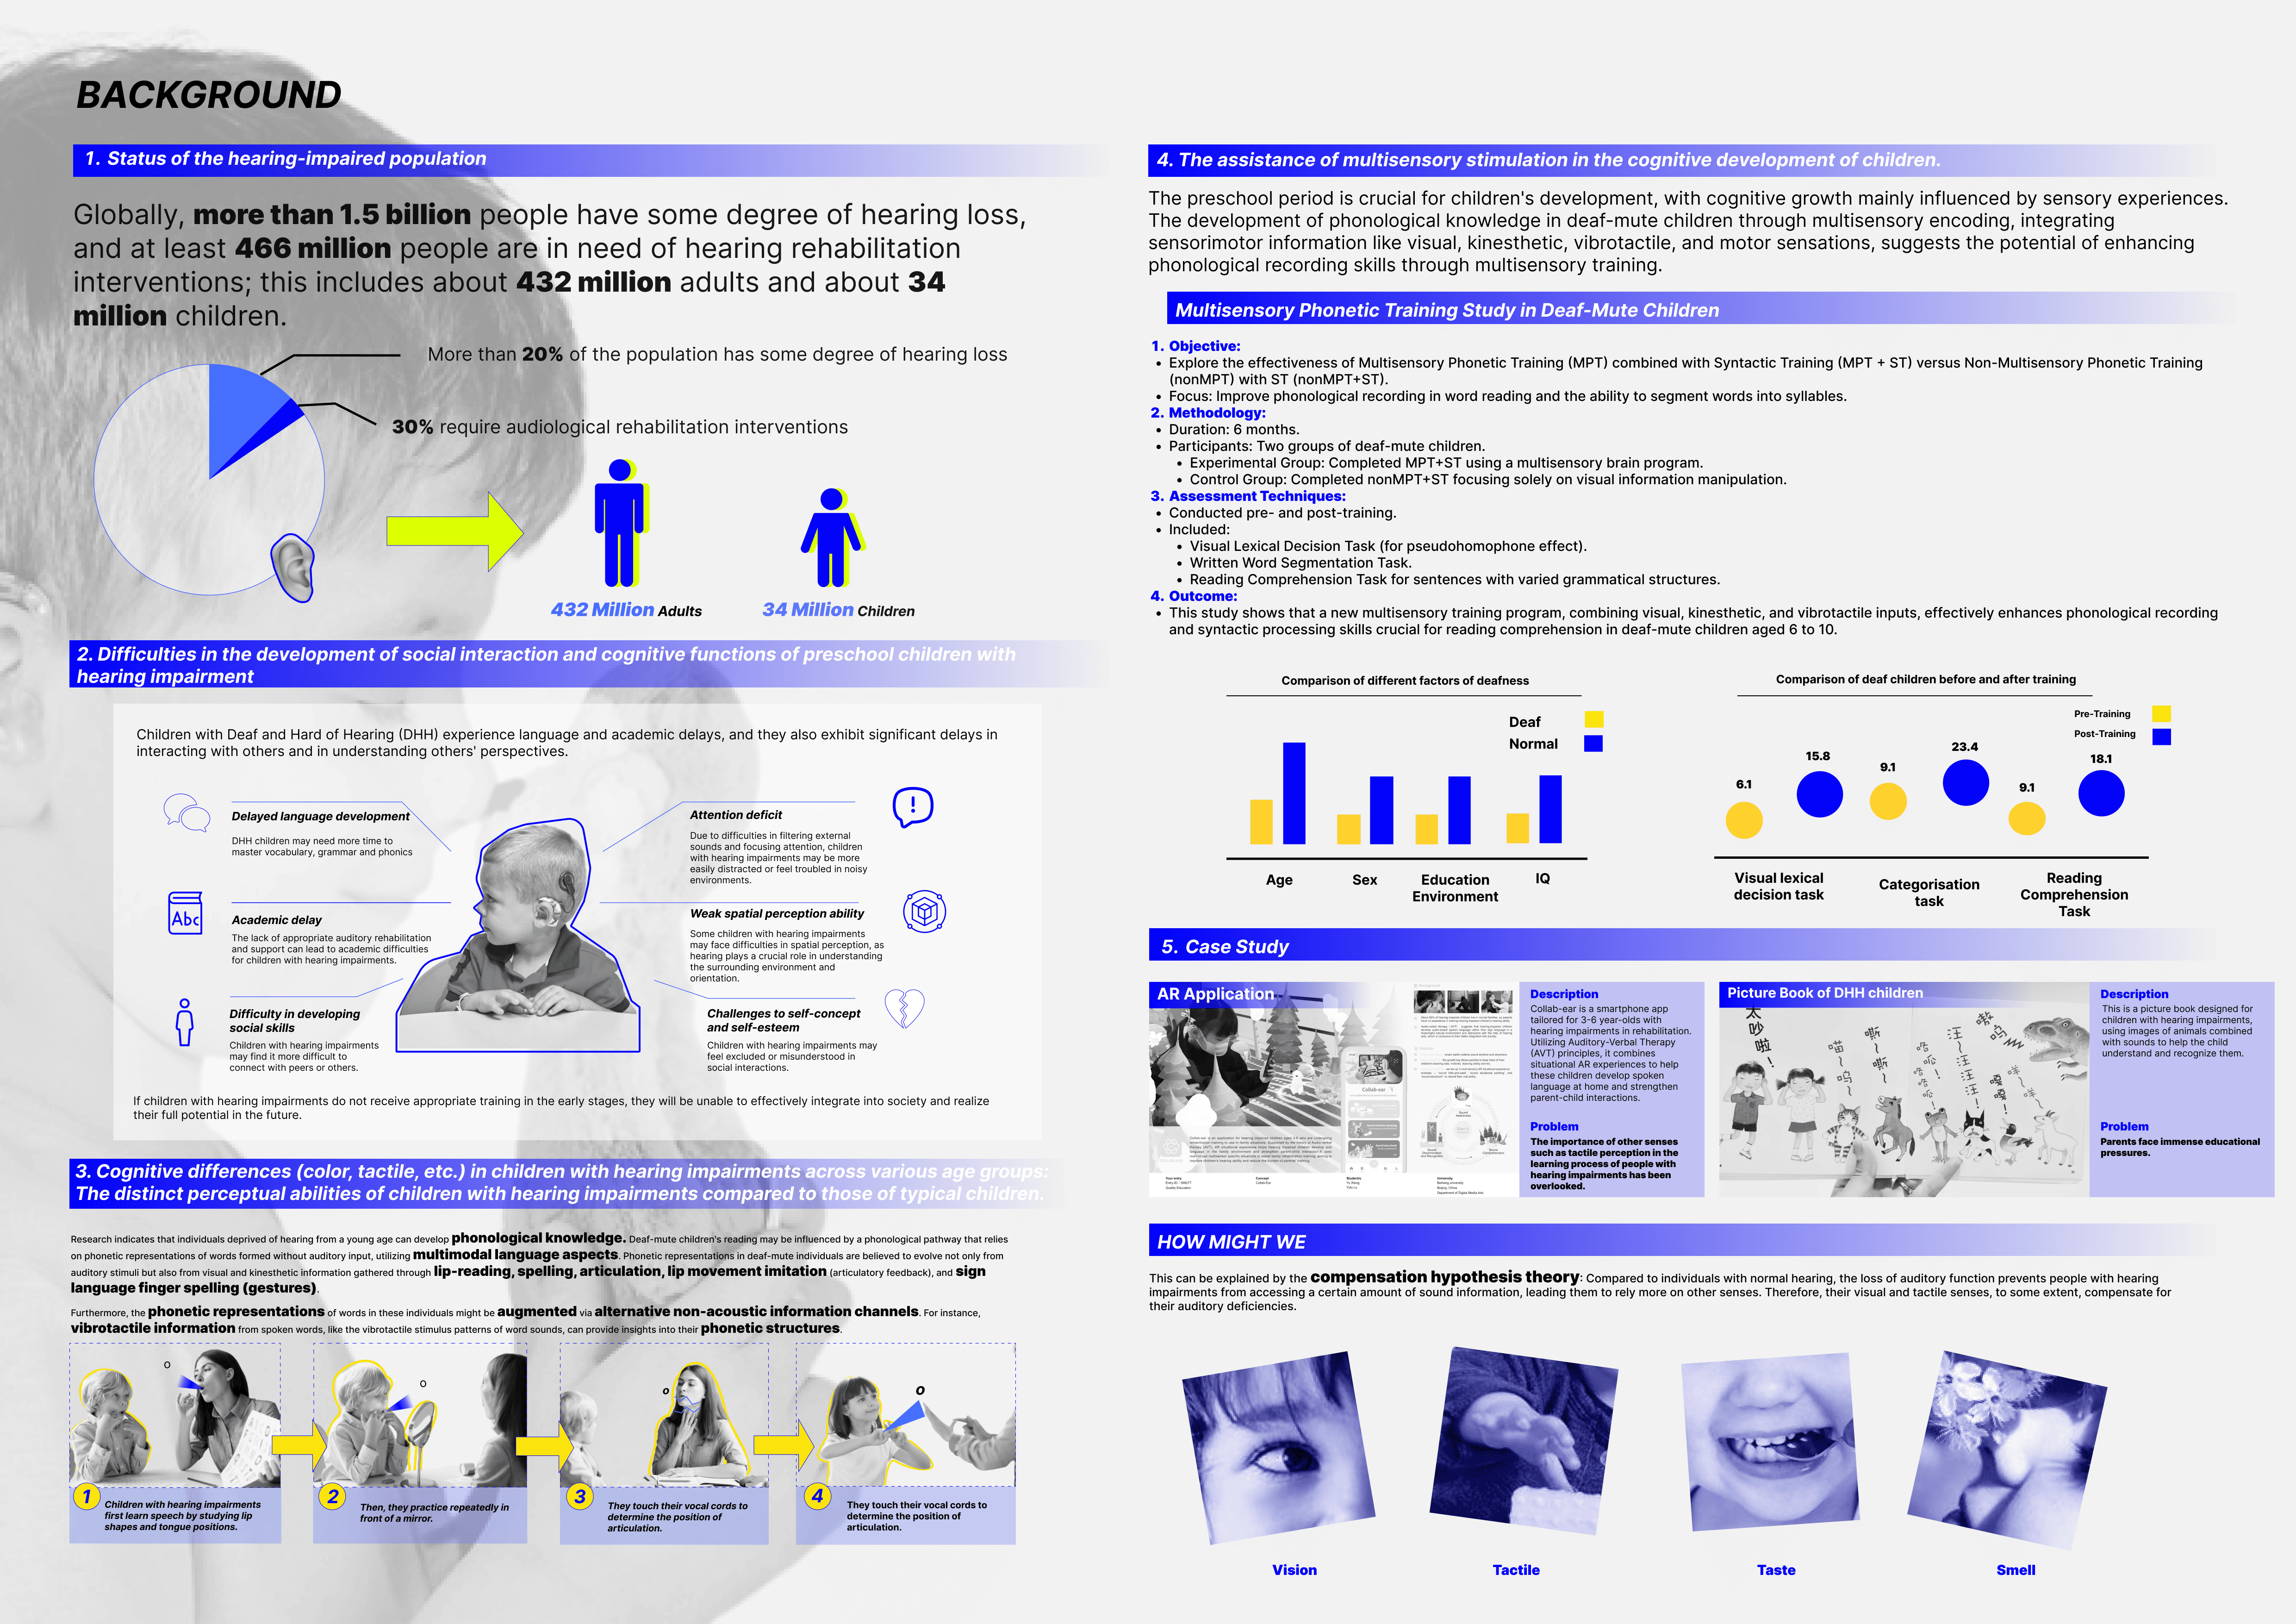 BACKGROUND
1. Status of the hearing-impaired population
Globally, more than 1.5 billion people have some degree of hearing loss,
and at least 466 million people are in need of hearing rehabilitation
interventions; this includes about 432 million adults and about 34
million children.
More than 20% of the population has some degree of hearing loss
30% require audiological rehabilitation interventions
432 Million Adults
34 Million Children
2. Difficulties in the development of social interaction and cognitive functions of preschool children with
hearing impairment
Children with Deaf and Hard of Hearing (DHH) experience language and academic delays, and they also exhibit significant delays in
interacting with others and in understanding others' perspectives.
Delayed language development
DHH children may need more time to
master vocabulary, grammar and phonics
Abc
Academic delay
The lack of appropriate auditory rehabilitation
and support can lead to academic difficulties
for children with hearing impairments.
Difficulty in developing
social skills
Children with hearing impairments
may find it more difficult to
connect with peers or others.
Attention deficit
Due to difficulties in filtering external
sounds and focusing attention, children
with hearing impairments may be more
easily distracted or feel troubled in noisy
environments.
Weak spatial perception ability
Some children with hearing impairments
may face difficulties in spatial perception, as
hearing plays a crucial role in understanding
the surrounding environment and
orientation.
Challenges to self-concept
and self-esteem
Children with hearing impairments may
feel excluded or misunderstood in
social interactions.
If children with hearing impairments do not receive appropriate training in the early stages, they will be unable to effectively integrate into society and realize
their full potential in the future.
3. Cognitive differences (color, tactile, etc.) in children with hearing impairments across various age groups:
The distinct perceptual abilities of children with hearing impairments compared to those of typical children.
Research indicates that individuals deprived of hearing from a young age can develop phonological knowledge. Deaf-mute children's reading may be influenced by a phonological pathway that relies
on phonetic representations of words formed without auditory input, utilizing multimodal language aspects. Phonetic representations in deaf-mute individuals are believed to evolve not only from
auditory stimuli but also from visual and kinesthetic information gathered through lip-reading, spelling, articulation, lip movement imitation (articulatory feedback), and sign
language finger spelling (gestures).
Furthermore, the phonetic representations of words in these individuals might be augmented via alternative non-acoustic information channels. For instance,
vibrotactile information from spoken words, like the vibrotactile stimulus patterns of word sounds, can provide insights into their phonetic structures.
O
O
O
O
1
Children with hearing impairments
first learn speech by studying lip
shapes and tongue positions.
2
Then, they practice repeatedly in
front of a mirror.
3
They touch their vocal cords to
determine the position of
articulation.
4
They touch their vocal cords to
determine the position of
articulation.
4. The assistance of multisensory stimulation in the cognitive development of children.
The preschool period is crucial for children's development, with cognitive growth mainly influenced by sensory experiences.
The development of phonological knowledge in deaf-mute children through multisensory encoding, integrating
sensorimotor information like visual, kinesthetic, vibrotactile, and motor sensations, suggests the potential of enhancing
phonological recording skills through multisensory training.
Multisensory Phonetic Training Study in Deaf-Mute Children
1. Objective:
• Explore the effectiveness of Multisensory Phonetic Training (MPT) combined with Syntactic Training (MPT + ST) versus Non-Multisensory Phonetic Training
(nonMPT) with ST (nonMPT+ST).
• Focus: Improve phonological recording in word reading and the ability to segment words into syllables.
2. Methodology:
• Duration: 6 months.
• Participants: Two groups of deaf-mute children.
• Experimental Group: Completed MPT+ST using a multisensory brain program.
• Control Group: Completed nonMPT+ST focusing solely on visual information manipulation.
3. Assessment Techniques:
• Conducted pre- and post-training.
• Included:
• Visual Lexical Decision Task (for pseudohomophone effect).
• Written Word Segmentation Task.
• Reading Comprehension Task for sentences with varied grammatical structures.
4. Outcome:
• This study shows that a new multisensory training program, combining visual, kinesthetic, and vibrotactile inputs, effectively enhances phonological recording
and syntactic processing skills crucial for reading comprehension in deaf-mute children aged 6 to 10.
Comparison of different factors of deafness
Deaf
Normal
Age
Sex
Education
Environment
IQ
Comparison of deaf children before and after training
Pre-Training
Post-Training
6.1
15.8
9.1
23.4
9.1
18.1
Visual lexical
decision task
Categorisation
task
Reading
Comprehension
Task
5. Case Study
AR Application
Collab-ear
Description
Collab-ear is a smartphone app
tailored for 3-6 year-olds with
hearing impairments in rehabilitation.
Utilizing Auditory-Verbal Therapy
(AVT) principles, it combines
situational AR experiences to help
these children develop spoken
language at home and strengthen
parent-child interactions.
Problem
The importance of other senses
such as tactile perception in the
learning process of people with
hearing impairments has been
overlooked.
Picture Book of DHH children
太吵啦！
Description
This is a picture book designed for
children with hearing impairments,
using images of animals combined
with sounds to help the child
understand and recognize them.
Problem
Parents face immense educational
pressures.
HOW MIGHT WE
This can be explained by the compensation hypothesis theory: Compared to individuals with normal hearing, the loss of auditory function prevents people with hearing
impairments from accessing a certain amount of sound information, leading them to rely more on other senses. Therefore, their visual and tactile senses, to some extent, compensate for
their auditory deficiencies.
Vision
Tactile
Taste
Smell